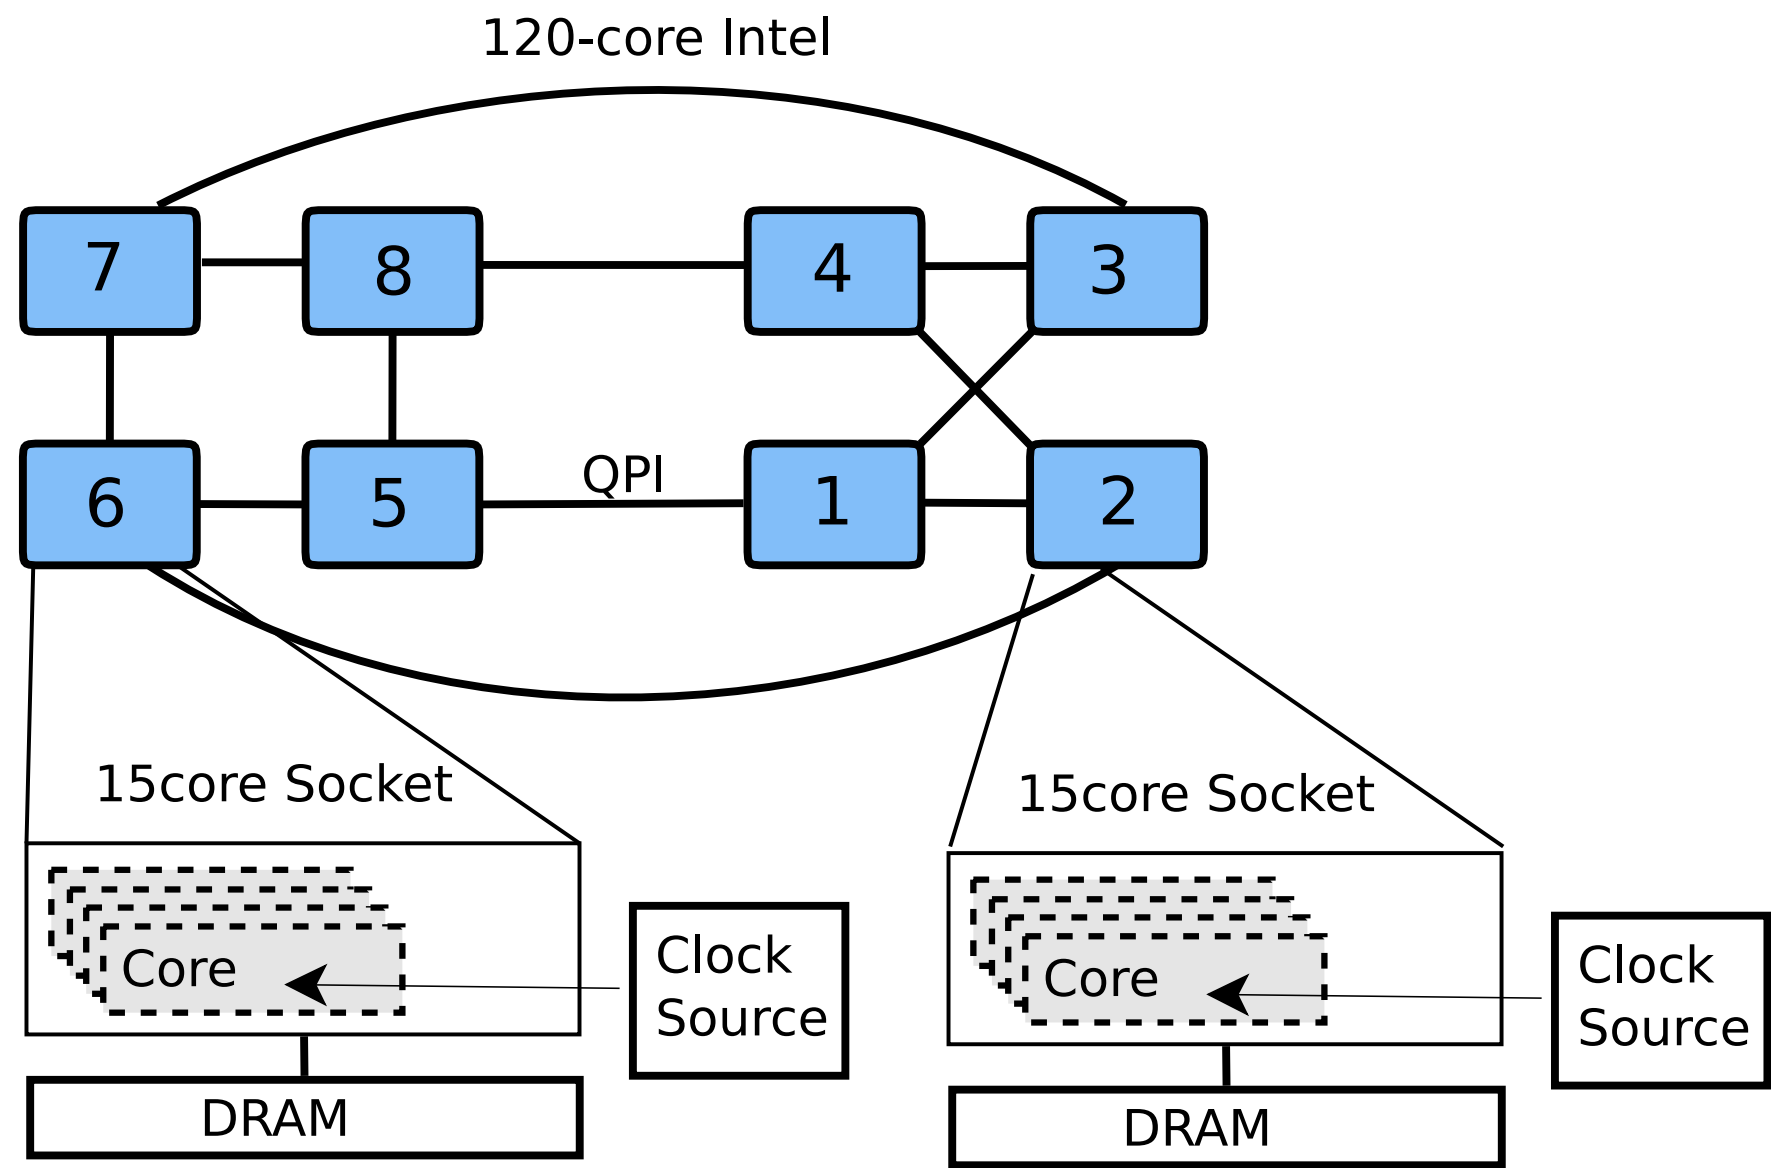 120-core Intel
7
8
4
3
QPI
6
5
1
2
15core Socket
15core Socket
Core
Clock
Source
Core
Clock
Source
DRAM
DRAM